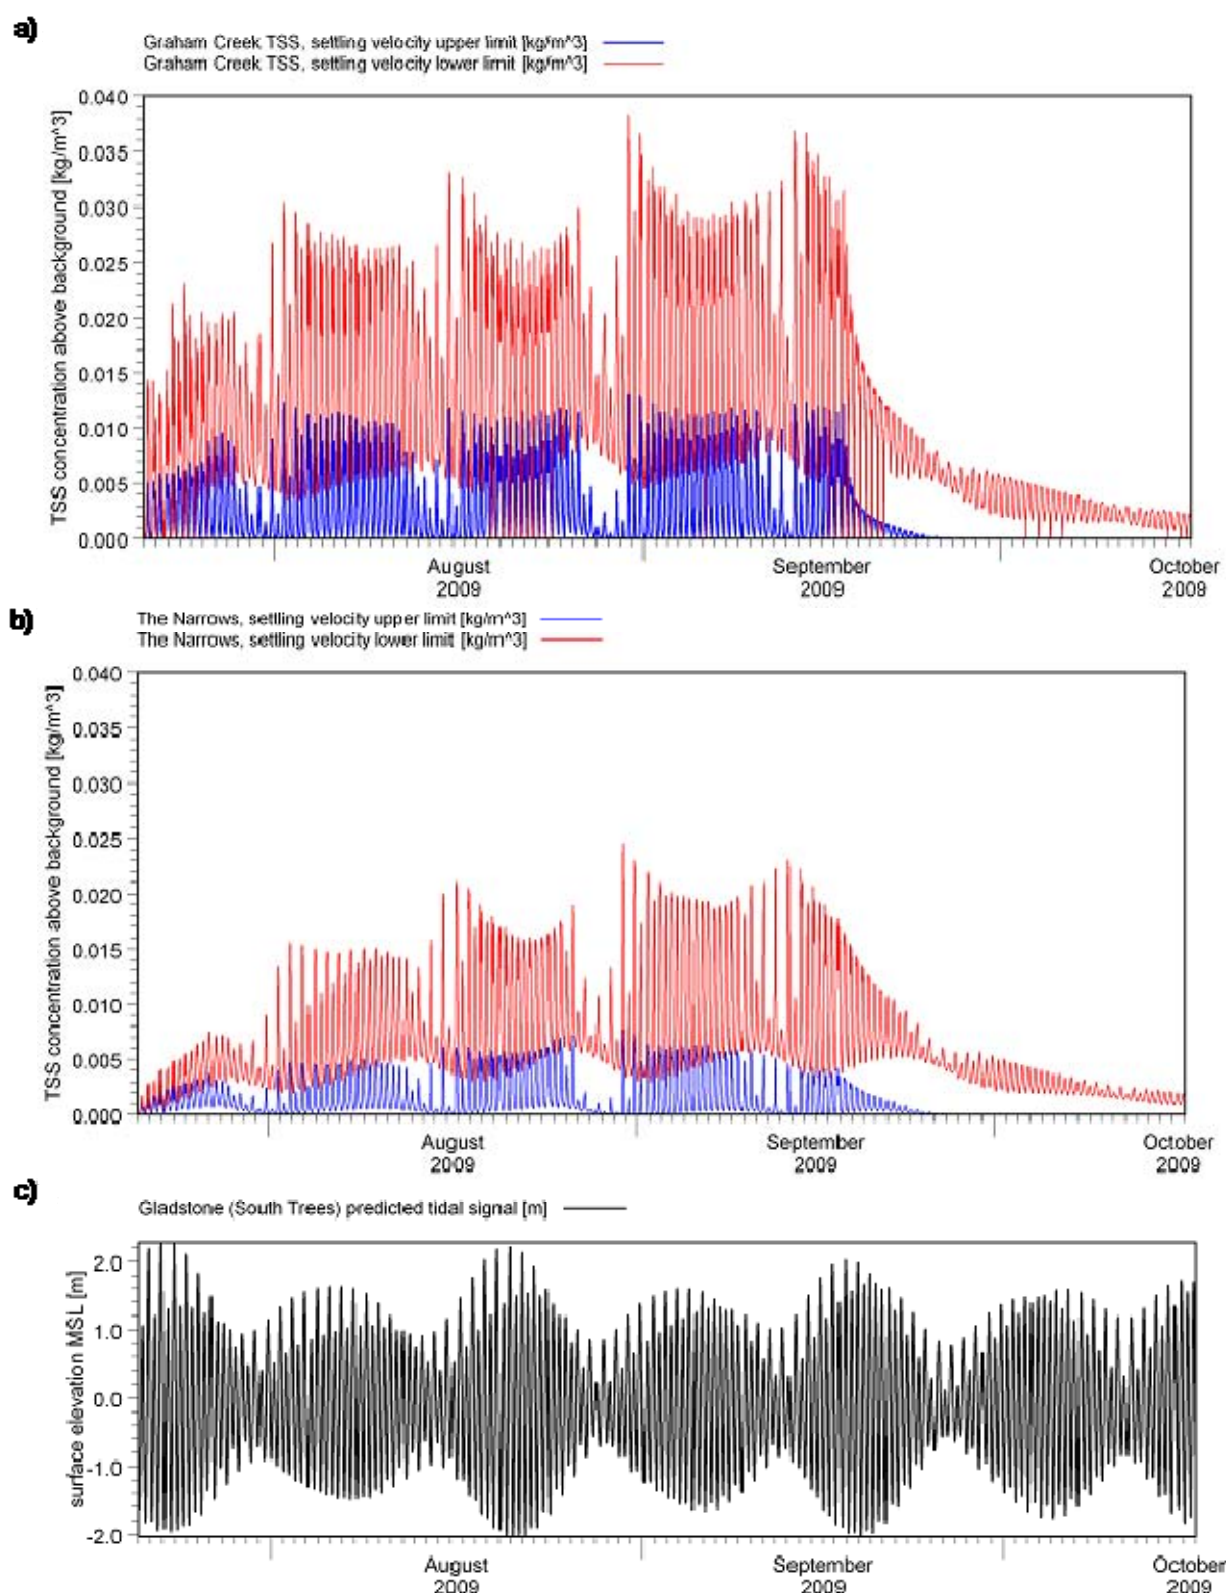 a)
Graham Creek TSS, settling velocity upper limit [kg/m^3]
Graham Creek TSS, settling velocity lower limit [kg/m^3]
TSS concentration above background [kg/m^3]
0.040
0.035
0.030
0.025
0.020
0.015
0.010
0.005
0.000
August
2009
September
2009
October
2009
b)
The Narrows, settling velocity upper limit [kg/m^3]
The Narrows, settling velocity lower limit [kg/m^3]
TSS concentration above background [kg/m^3]
0.040
0.035
0.030
0.025
0.020
0.015
0.010
0.005
0.000
August
2009
September
2009
October
2009
c)
Gladstone (South Trees) predicted tidal signal [m]
surface elevation MSL [m]
2.0
1.0
0.0
-1.0
-2.0
August
2009
September
2009
October
2009